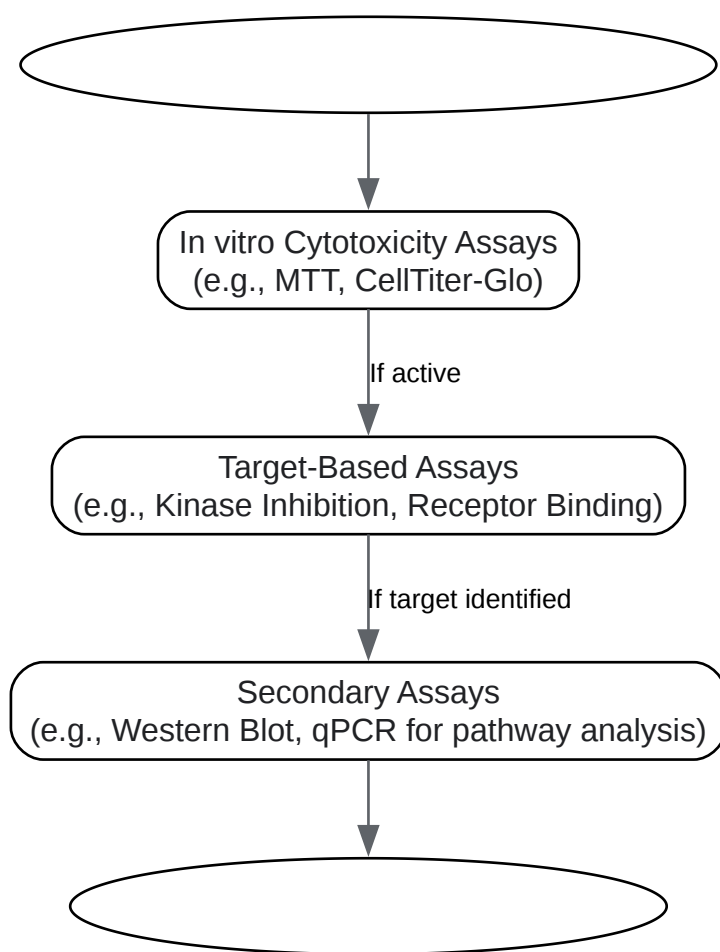 In vitro Cytotoxicity Assays
(e.g., MTT, CellTiter-Glo)
If active
Target-Based Assays
(e.g., Kinase Inhibition, Receptor Binding)
If target identified
Secondary Assays
(e.g., Western Blot, qPCR for pathway analysis)